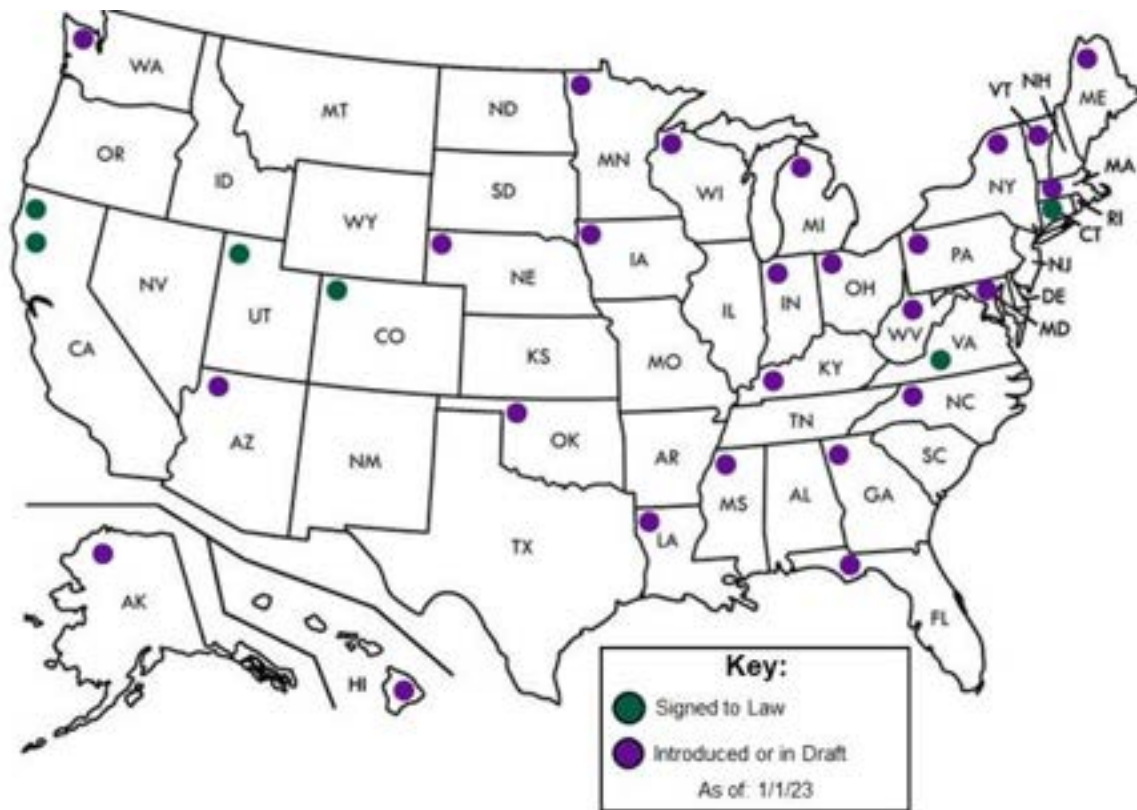 WA
MT
ND
MN
VT
NH
ME
OR
ID
SD
WI
MI
NY
MA
RI
CT
WY
IA
NE
PA
NJ
NV
UT
CO
IL
IN
OH
DE
MD
WV
VA
CA
KS
MO
KY
AZ
NM
OK
AR
TN
NC
SC
MS
AL
GA
TX
LA
FL
AK
HI
Key:
Signed to Law
Introduced or in Draft
As of: 1/1/23